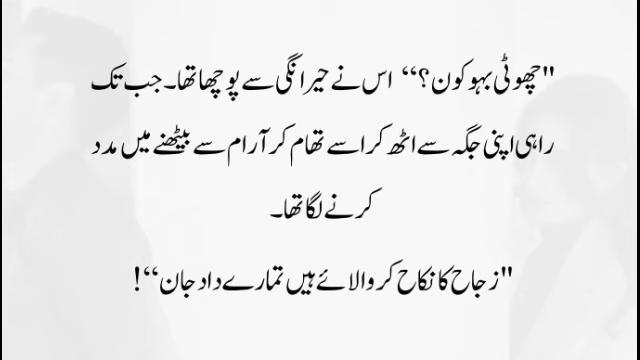 "چھوٹی بہو کون؟“ اس نے حیرانگی سے پوچھا تھا۔ جب تک
راہی اپنی جگہ سے اٹھ کر اسے تھام کر آرام سے بیٹھنے میں مدد
کرنے لگا تھا۔
"زجاح کا نکاح کروا لائے ہیں تمارے داد جان“!